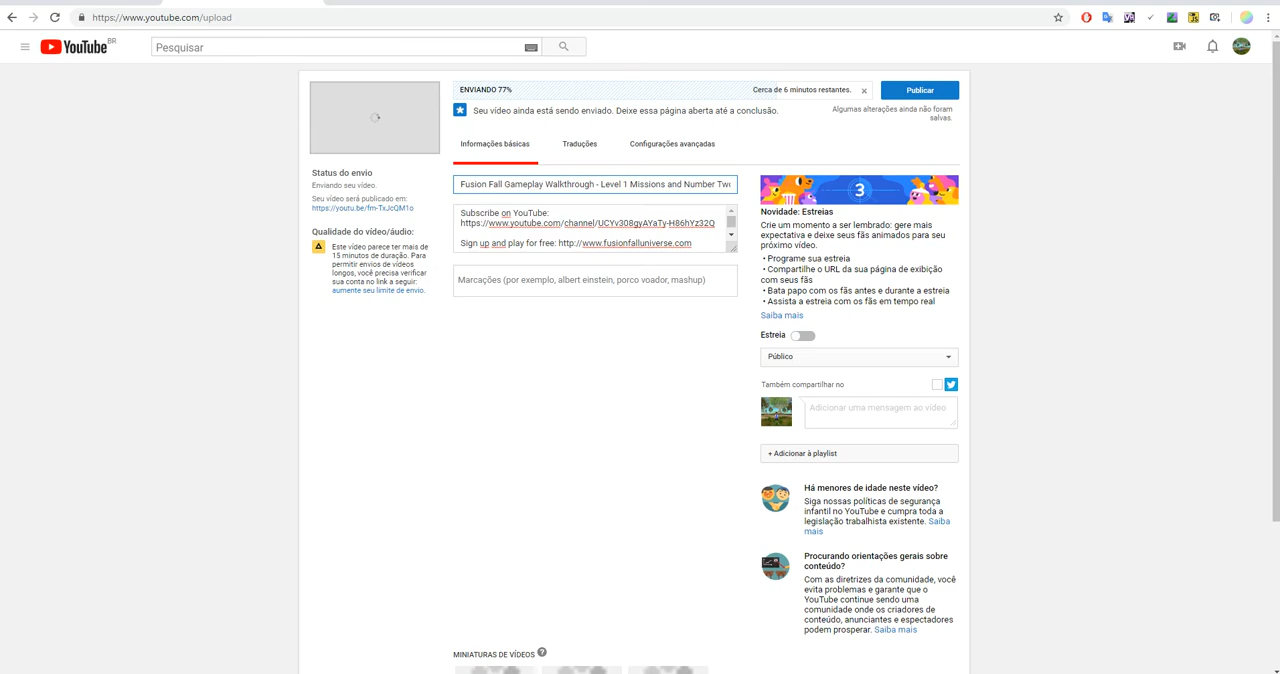 https://www.youtube.com/upload
YouTube BR
Pesquisar
ENVIANDO 77%
Cerca de 6 minutos restantes.
Publicar
Seu vídeo ainda está sendo enviado. Deixe essa página aberta até a conclusão.
Algumas alterações ainda não foram
salvas.
Informações básicas
Traduções
Configurações avançadas
Status do envio
Enviando seu vídeo.
Seu vídeo será publicado em:
https://youtu.be/fm-TxJcQM1o
Qualidade do vídeo/áudio:
Este vídeo parece ter mais de
15 minutos de duração. Para
permitir envios de vídeos
longos, você precisa verificar
sua conta no link a seguir:
aumente seu limite de envio.
Fusion Fall Gameplay Walkthrough - Level 1 Missions and Number Two
Subscribe on YouTube:
https://www.youtube.com/channel/UCYv308gyAYaTy-H86hYz32Q
Sign up and play for free: http://www.fusionfalluniverse.com
Marcações (por exemplo, albert einstein, porco voador, mashup)
3
Novidade: Estreias
Crie um momento a ser lembrado: gere mais
expectativa e deixe seus fãs animados para seu
próximo vídeo.
• Programe sua estreia
• Compartilhe o URL da sua página de exibição
com seus fãs
• Bata papo com os fãs antes e durante a estreia
• Assista a estreia com os fãs em tempo real
Saiba mais
Estreia
Público
Também compartilhar no
Adicionar uma mensagem ao vídeo
+ Adicionar à playlist
Há menores de idade neste vídeo?
Siga nossas políticas de segurança
infantil no YouTube e cumpra toda a
legislação trabalhista existente. Saiba
mais
Procurando orientações gerais sobre
conteúdo?
Com as diretrizes da comunidade, você
evita problemas e garante que o
YouTube continue sendo uma
comunidade onde os criadores de
conteúdo, anunciantes e espectadores
podem prosperar. Saiba mais
MINIATURAS DE VÍDEOS ?